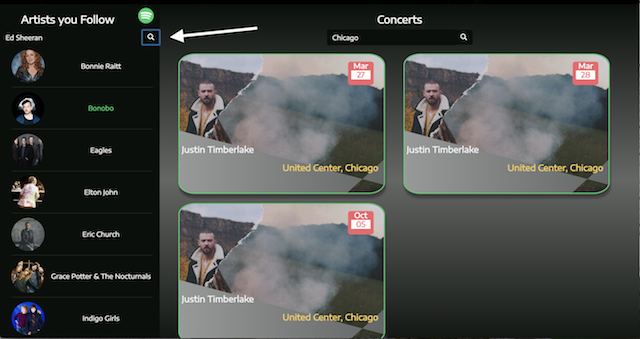 Artists you Follow
Ed Sheeran
Bonnie Raitt
Bonobo
Eagles
Elton John
Eric Church
Grace Potter & The Nocturnals
Indigo Girls
Concerts
Chicago
Mar
27
Justin Timberlake
United Center, Chicago
Mar
28
Justin Timberlake
United Center, Chicago
Oct
05
Justin Timberlake
United Center, Chicago